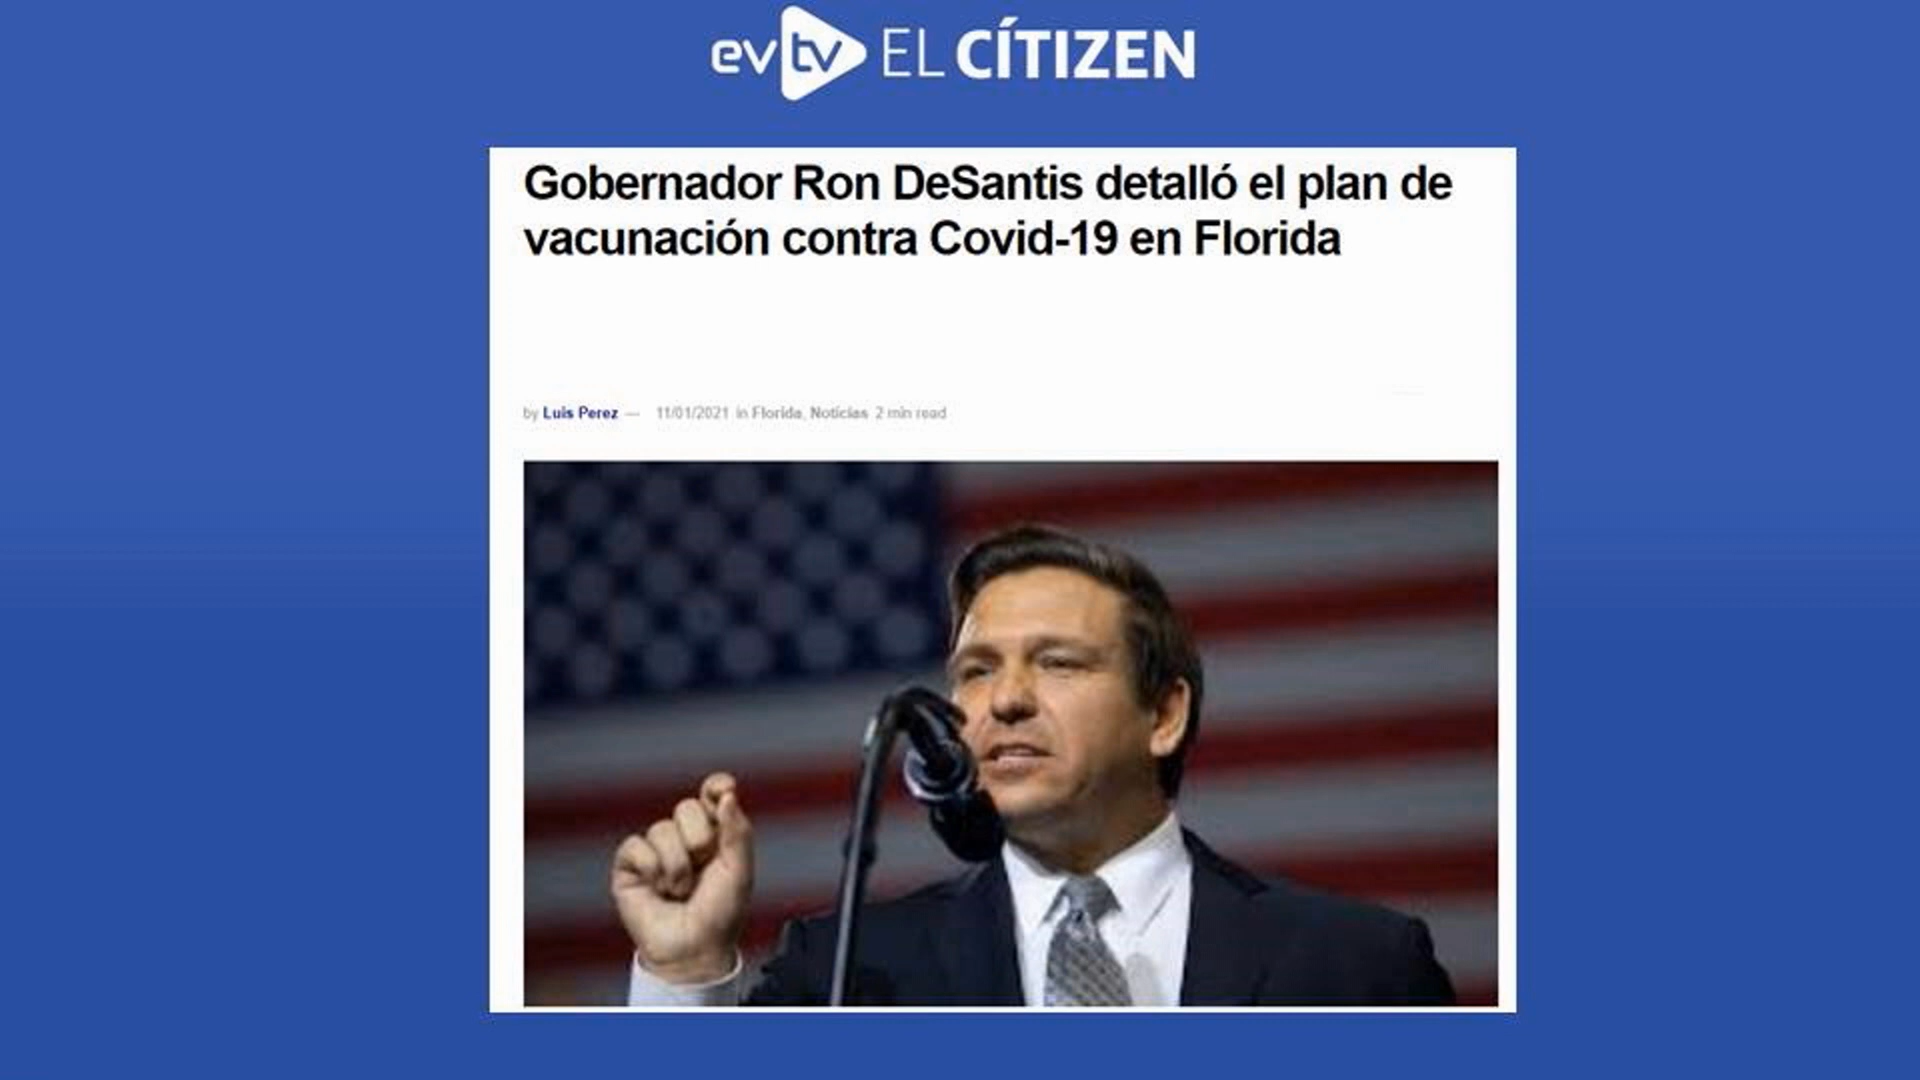 evtv EL CÍTIZEN
Gobernador Ron DeSantis detalló el plan de
vacunación contra Covid-19 en Florida
by Luis Perez — 11/01/2021 in Florida, Noticias 2 min read